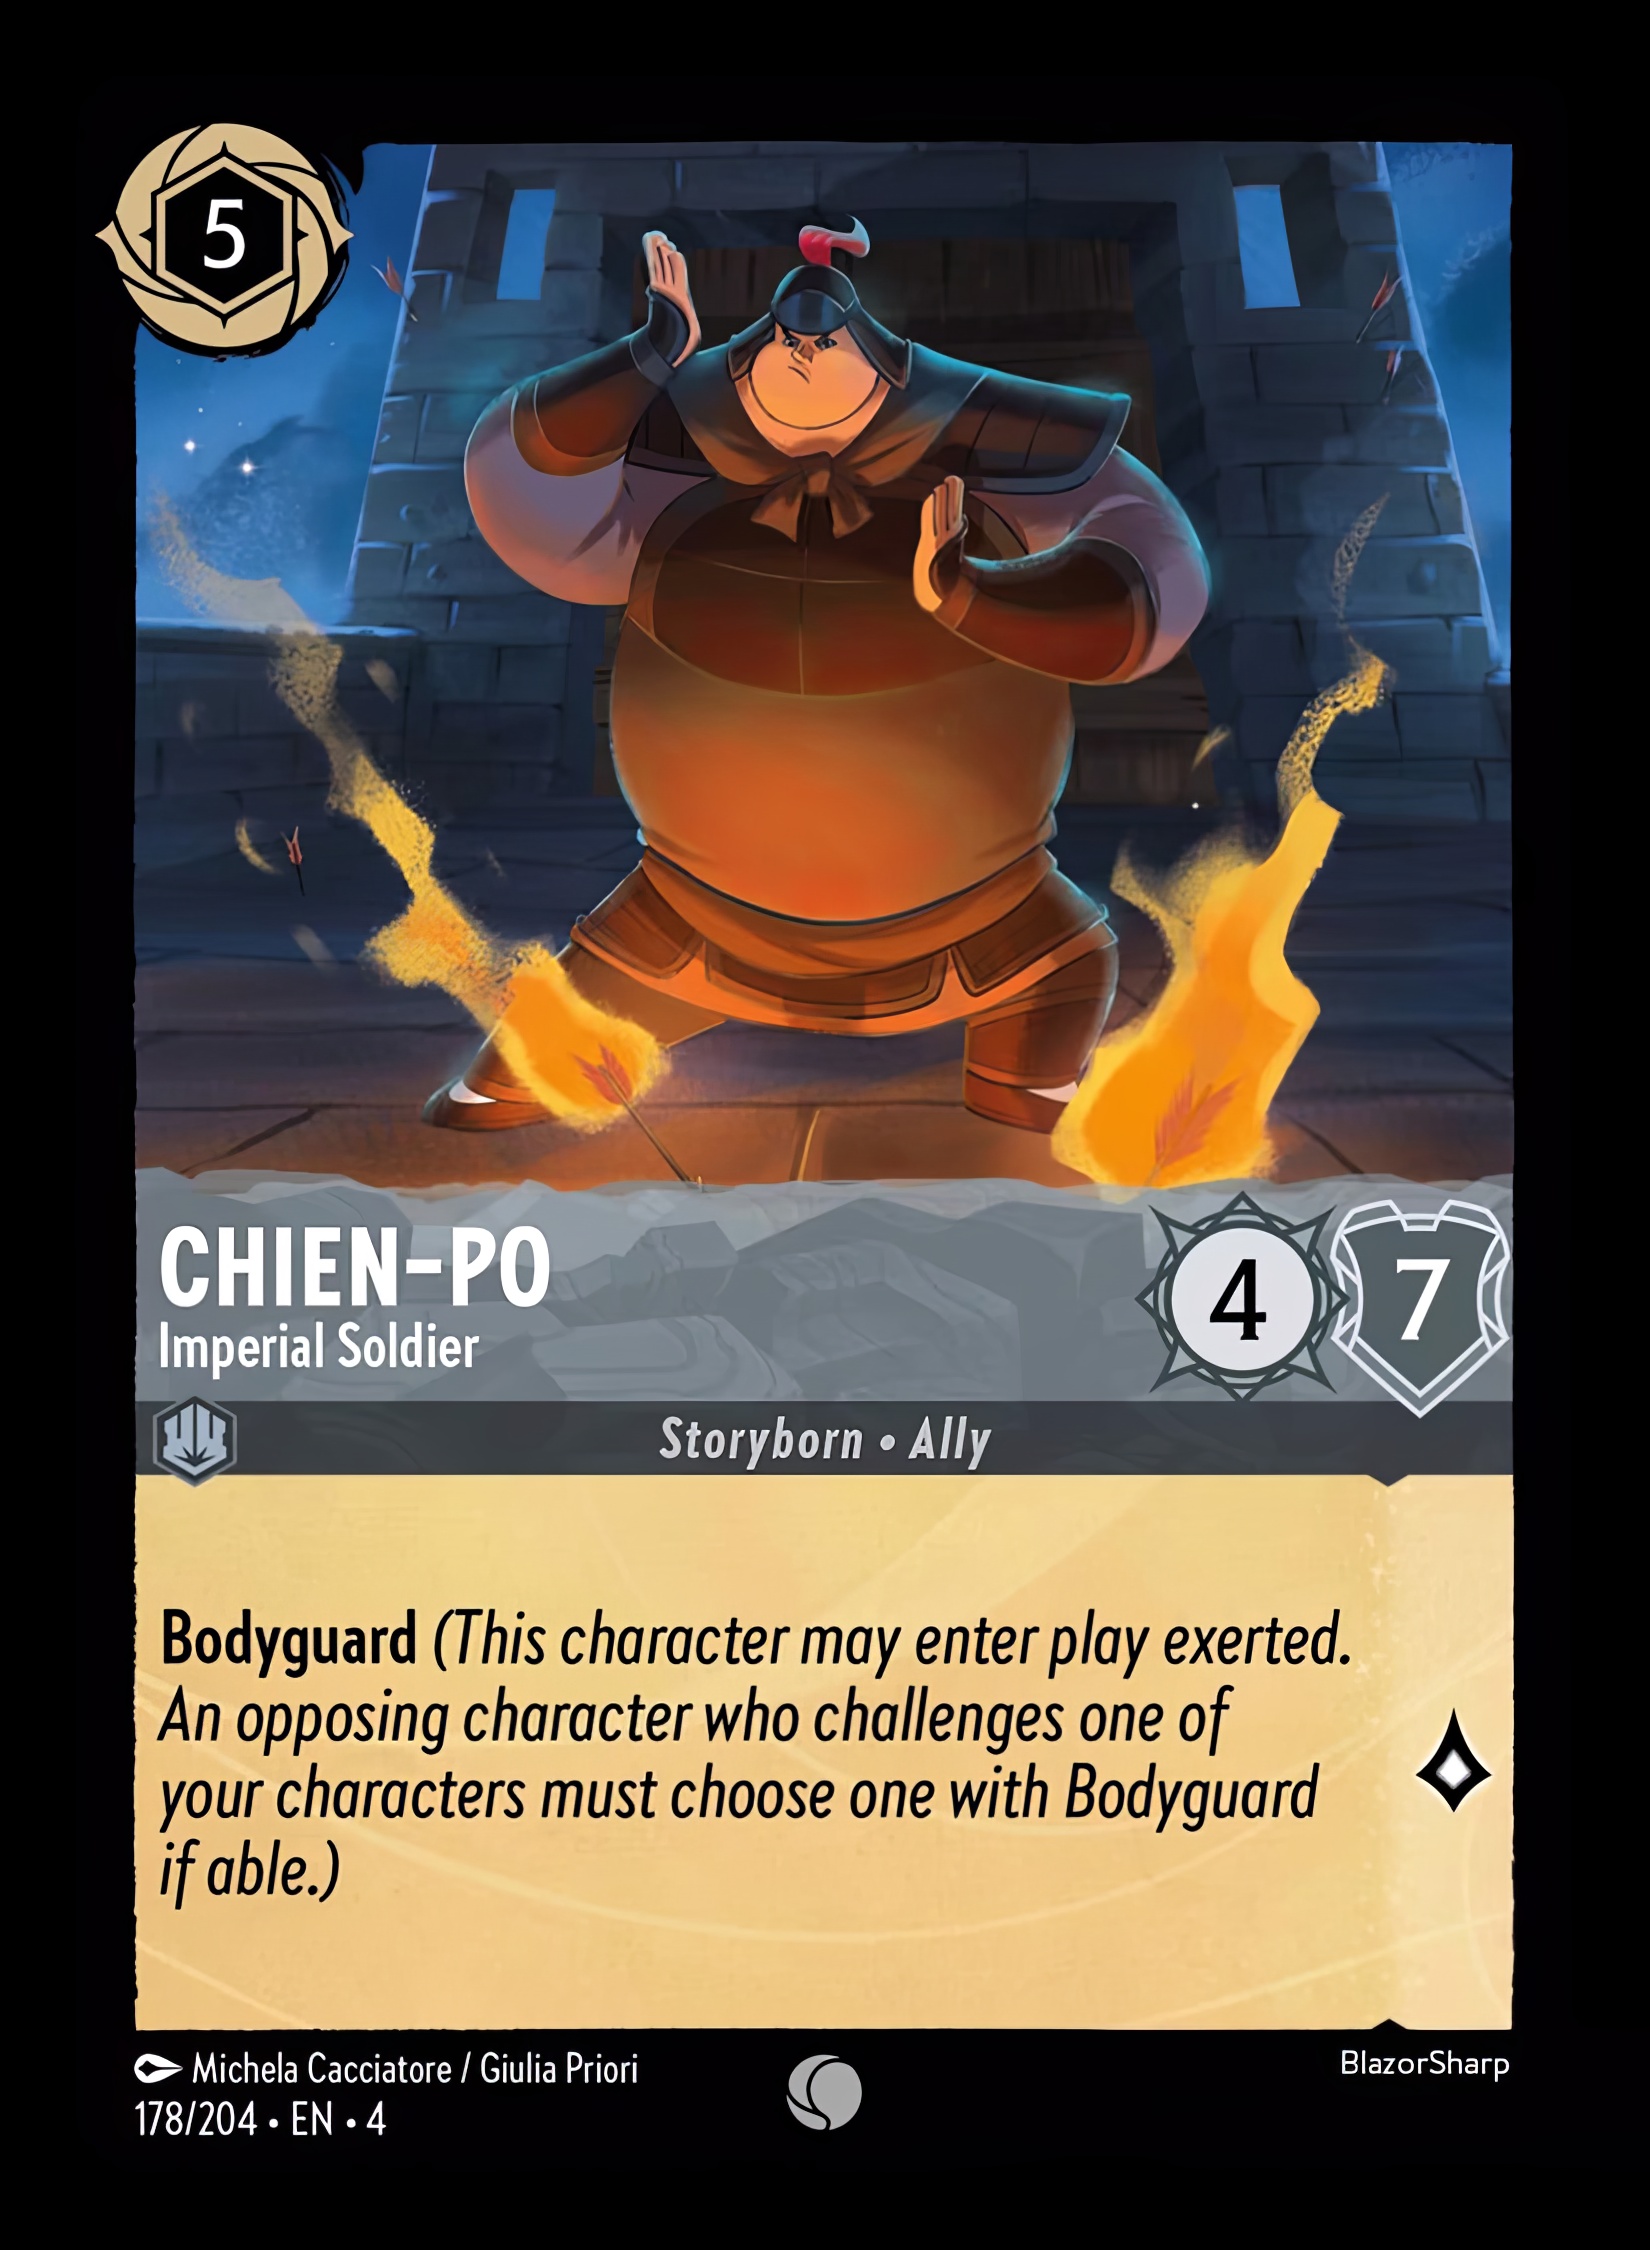 5
CHIEN-PO
Imperial Soldier
4 7
Storyborn • Ally
Bodyguard (This character may enter play exerted.
An opposing character who challenges one of
your characters must choose one with Bodyguard
if able.)
Michela Cacciatore / Giulia Priori
BlazorSharp
178/204 • EN • 4